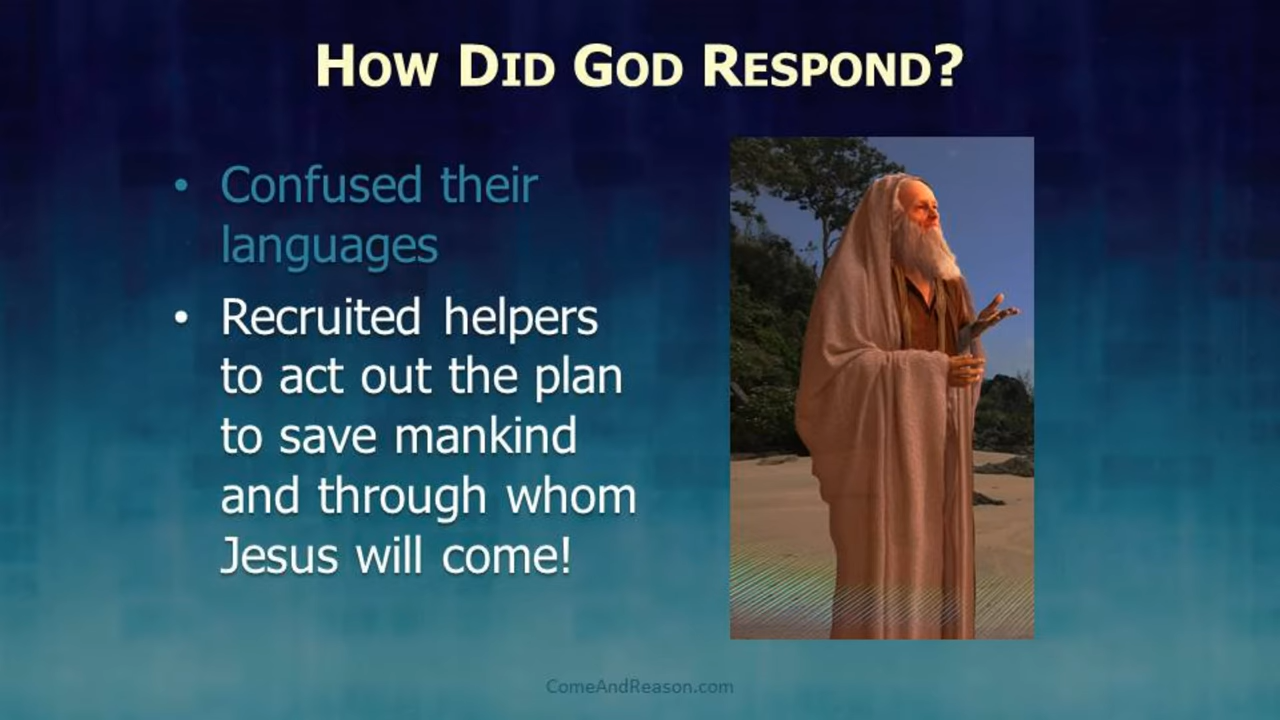 How Did God Respond?
• Confused their
languages
• Recruited helpers
to act out the plan
to save mankind
and through whom
Jesus will come!
ComeAndReason.com